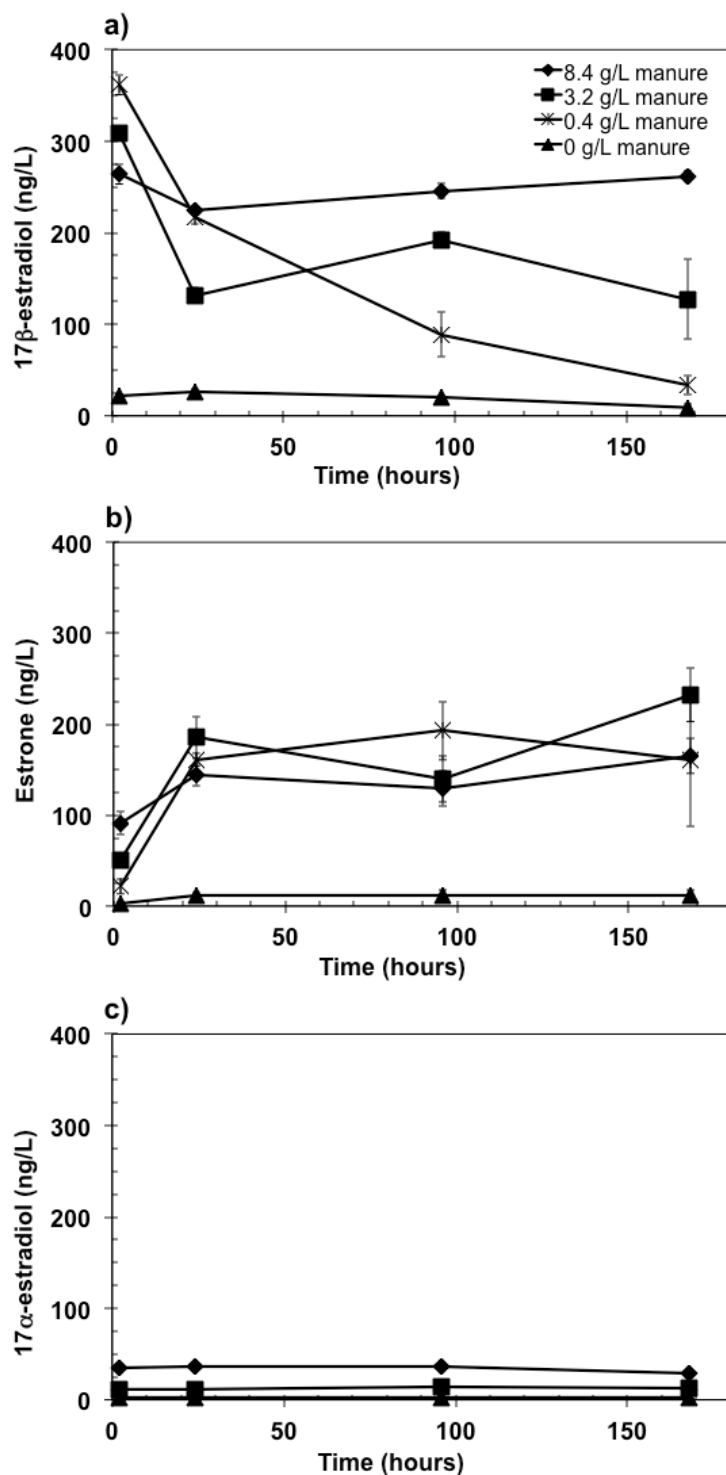 a)
400
300
200
100
0
17β-estradiol (ng/L)
8.4 g/L manure
3.2 g/L manure
0.4 g/L manure
0 g/L manure
0 50 100 150
Time (hours)
b)
400
300
200
100
0
Estrone (ng/L)
0 50 100 150
Time (hours)
c)
400
300
200
100
0
17α-estradiol (ng/L)
0 50 100 150
Time (hours)